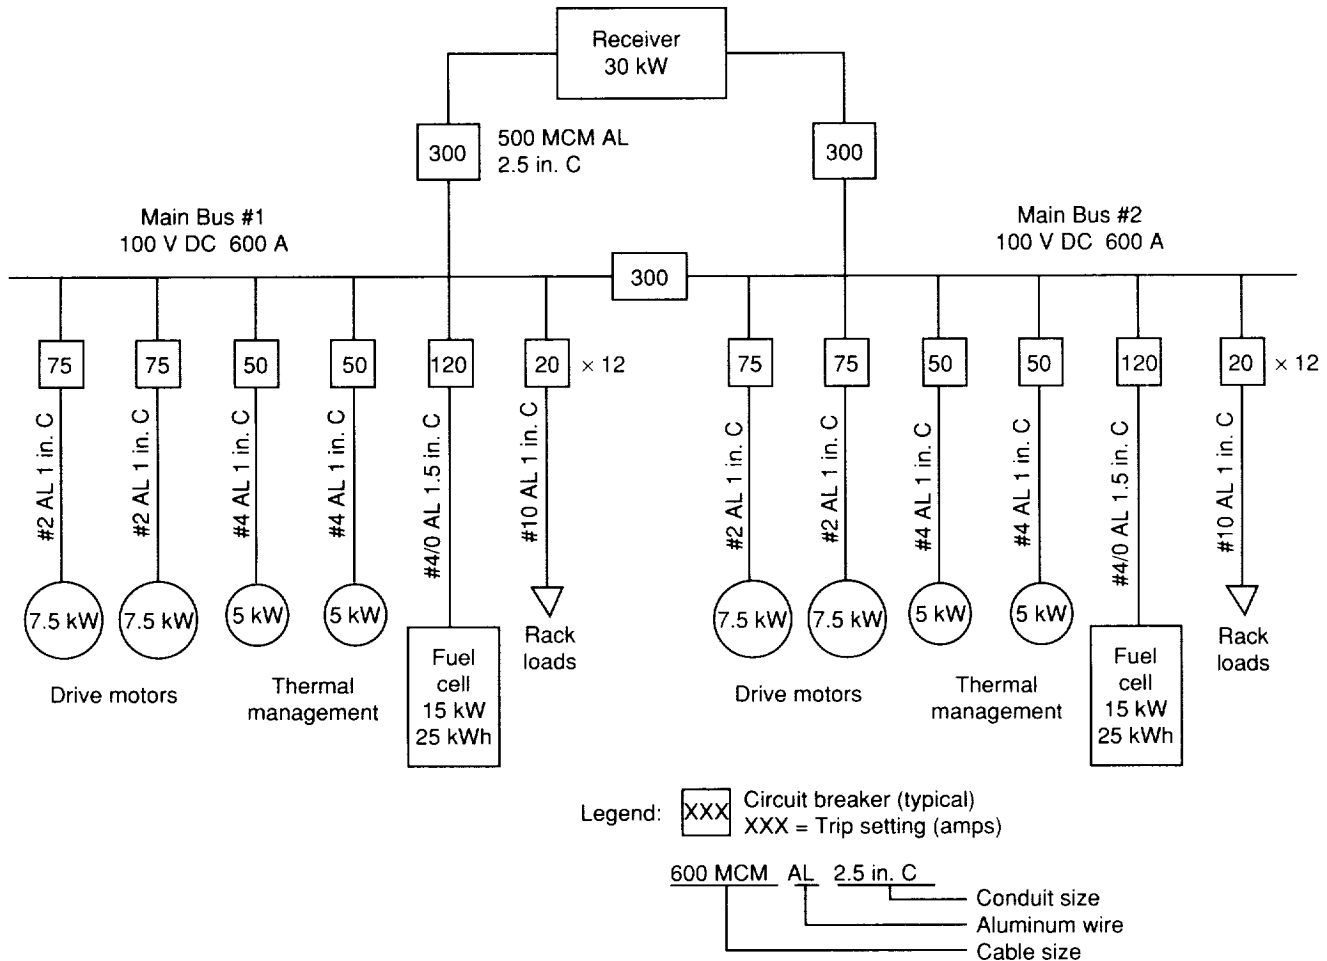 Receiver
30 kW
300
500 MCM AL
2.5 in. C
300
Main Bus #1
100 V DC 600 A
Main Bus #2
100 V DC 600 A
300
75
75
50
50
120
20
× 12
75
75
50
50
120
20
× 12
#2 AL 1 in. C
#2 AL 1 in. C
#4 AL 1 in. C
#4 AL 1 in. C
#4/0 AL 1.5 in. C
#10 AL 1 in. C
#2 AL 1 in. C
#2 AL 1 in. C
#4 AL 1 in. C
#4 AL 1 in. C
#4/0 AL 1.5 in. C
#10 AL 1 in. C
7.5 kW
7.5 kW
5 kW
5 kW
7.5 kW
7.5 kW
5 kW
5 kW
Drive motors
Thermal
management
Fuel
cell
15 kW
25 kWh
Rack
loads
Drive motors
Thermal
management
Fuel
cell
15 kW
25 kWh
Rack
loads
Legend:
XXX
Circuit breaker (typical)
XXX = Trip setting (amps)
600 MCM AL 2.5 in. C
Conduit size
Aluminum wire
Cable size